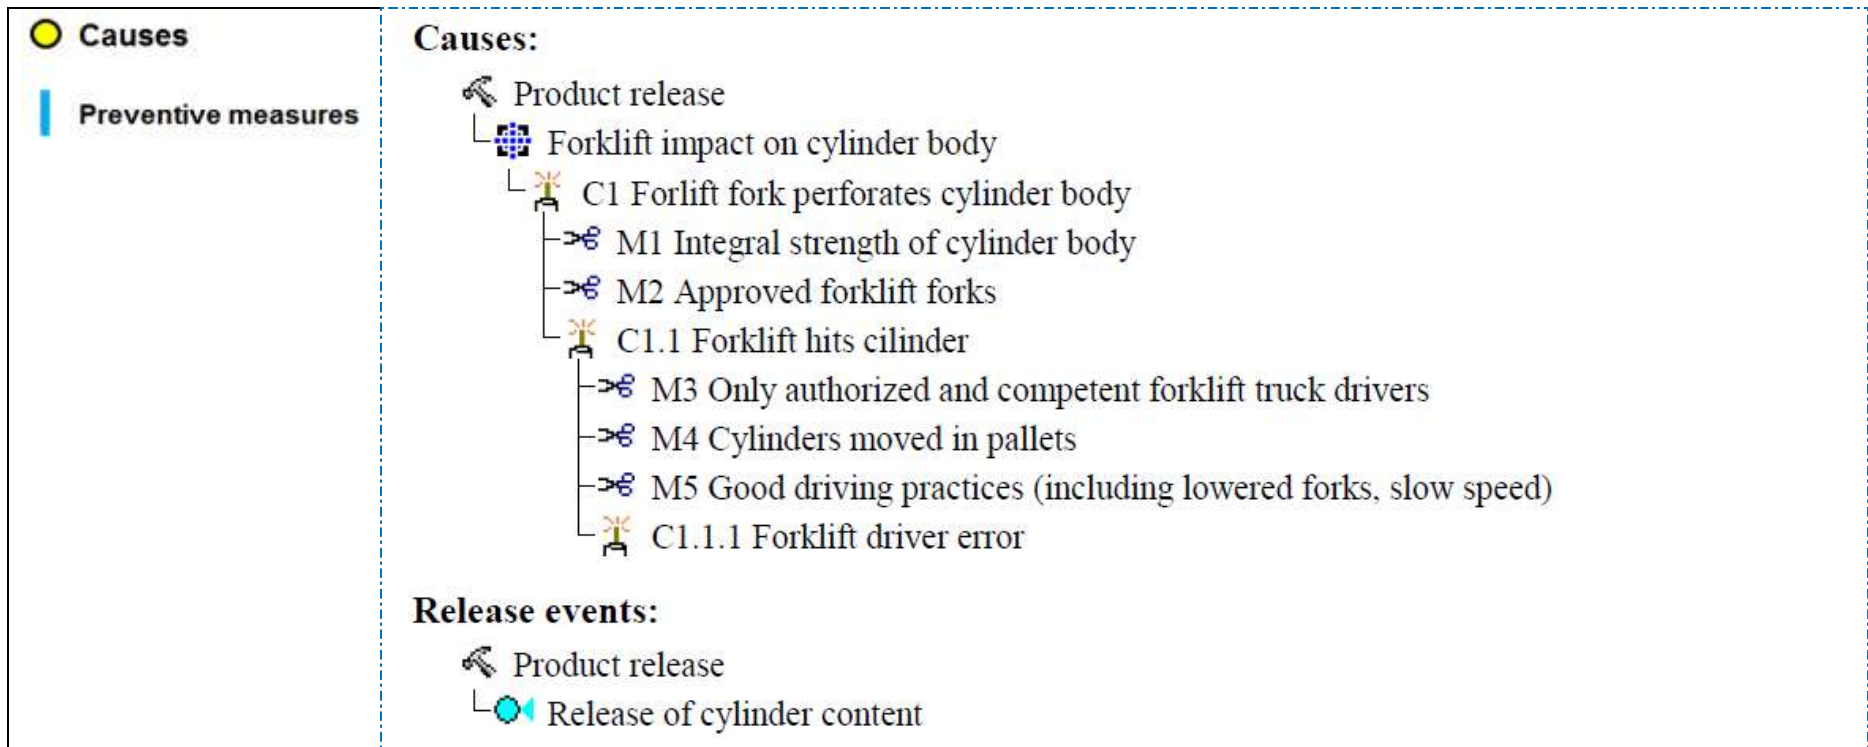 Causes
Preventive measures
Causes:
Product release
Forklift impact on cylinder body
C1 Forlift fork perforates cylinder body
M1 Integral strength of cylinder body
M2 Approved forklift forks
C1.1 Forklift hits cilinder
M3 Only authorized and competent forklift truck drivers
M4 Cylinders moved in pallets
M5 Good driving practices (including lowered forks, slow speed)
C1.1.1 Forklift driver error
Release events:
Product release
Release of cylinder content